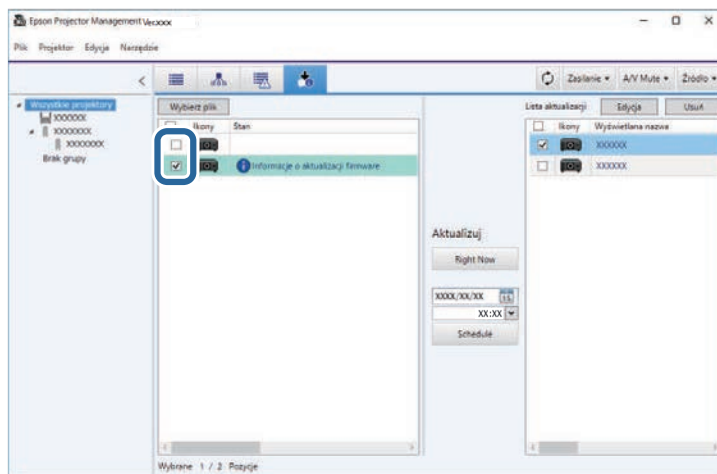 Epson Projector Management Ver.xxx
Plik Projektor Edycja Narzędzie
Zasilanie A/V Mute Źródło
Wszystkie projektory
XXXXXX
XXXXXXX
XXXXXXX
Brak grupy
Wybierz plik
Ikony Stan
Informacje o aktualizacji firmware
Wybrane 1 / 2 Pozycje
Aktualizuj
Right Now
XXXX/XX/XX 15
XX:XX
Schedule
Lista aktualizacji Edycja Usuń
Ikony Wyświetlana nazwa
XXXXXX
XXXXXX